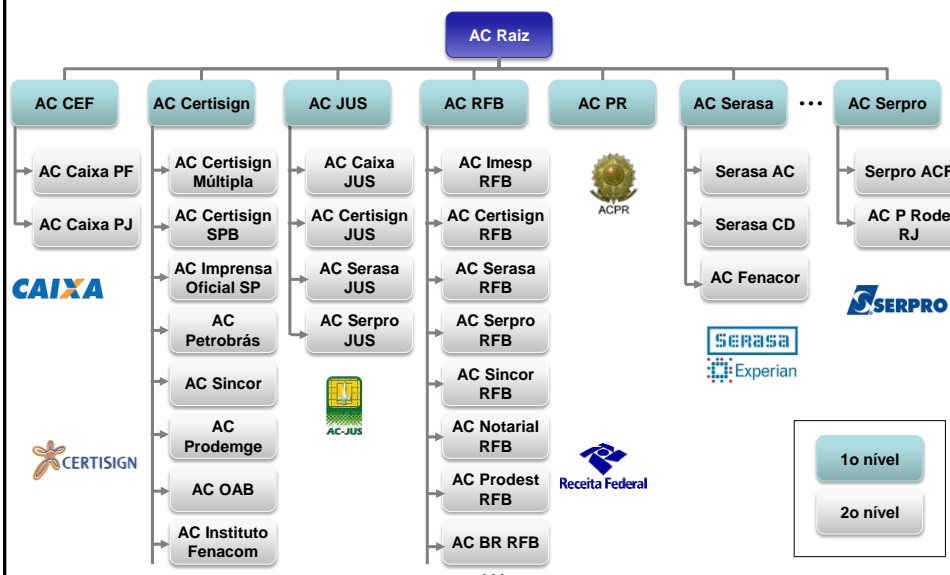 AC Raiz
AC CEF
AC Certisign
AC JUS
AC RFB
AC PR
AC Serasa
...
AC Serpro
AC Caixa PF
AC Caixa PJ
CAIXA
AC Certisign
Múltipla
AC Certisign
SPB
AC Imprensa
Oficial SP
AC
Petrobrás
AC Sincor
AC
Prodemge
AC OAB
AC Instituto
Fenacom
CERTISIGN
AC Caixa
JUS
AC Certisign
JUS
AC Serasa
JUS
AC Serpro
JUS
AC-JUS
AC Imesp
RFB
AC Certisign
RFB
AC Serasa
RFB
AC Serpro
RFB
AC Sincor
RFB
AC Notarial
RFB
AC Prodest
RFB
AC BR RFB
...
ACPR
Receita Federal
Serasa AC
Serasa CD
AC Fenacor
serasa
Experian
Serpro
AC P Rode
RJ
SERPRO
1o nível
2o nível